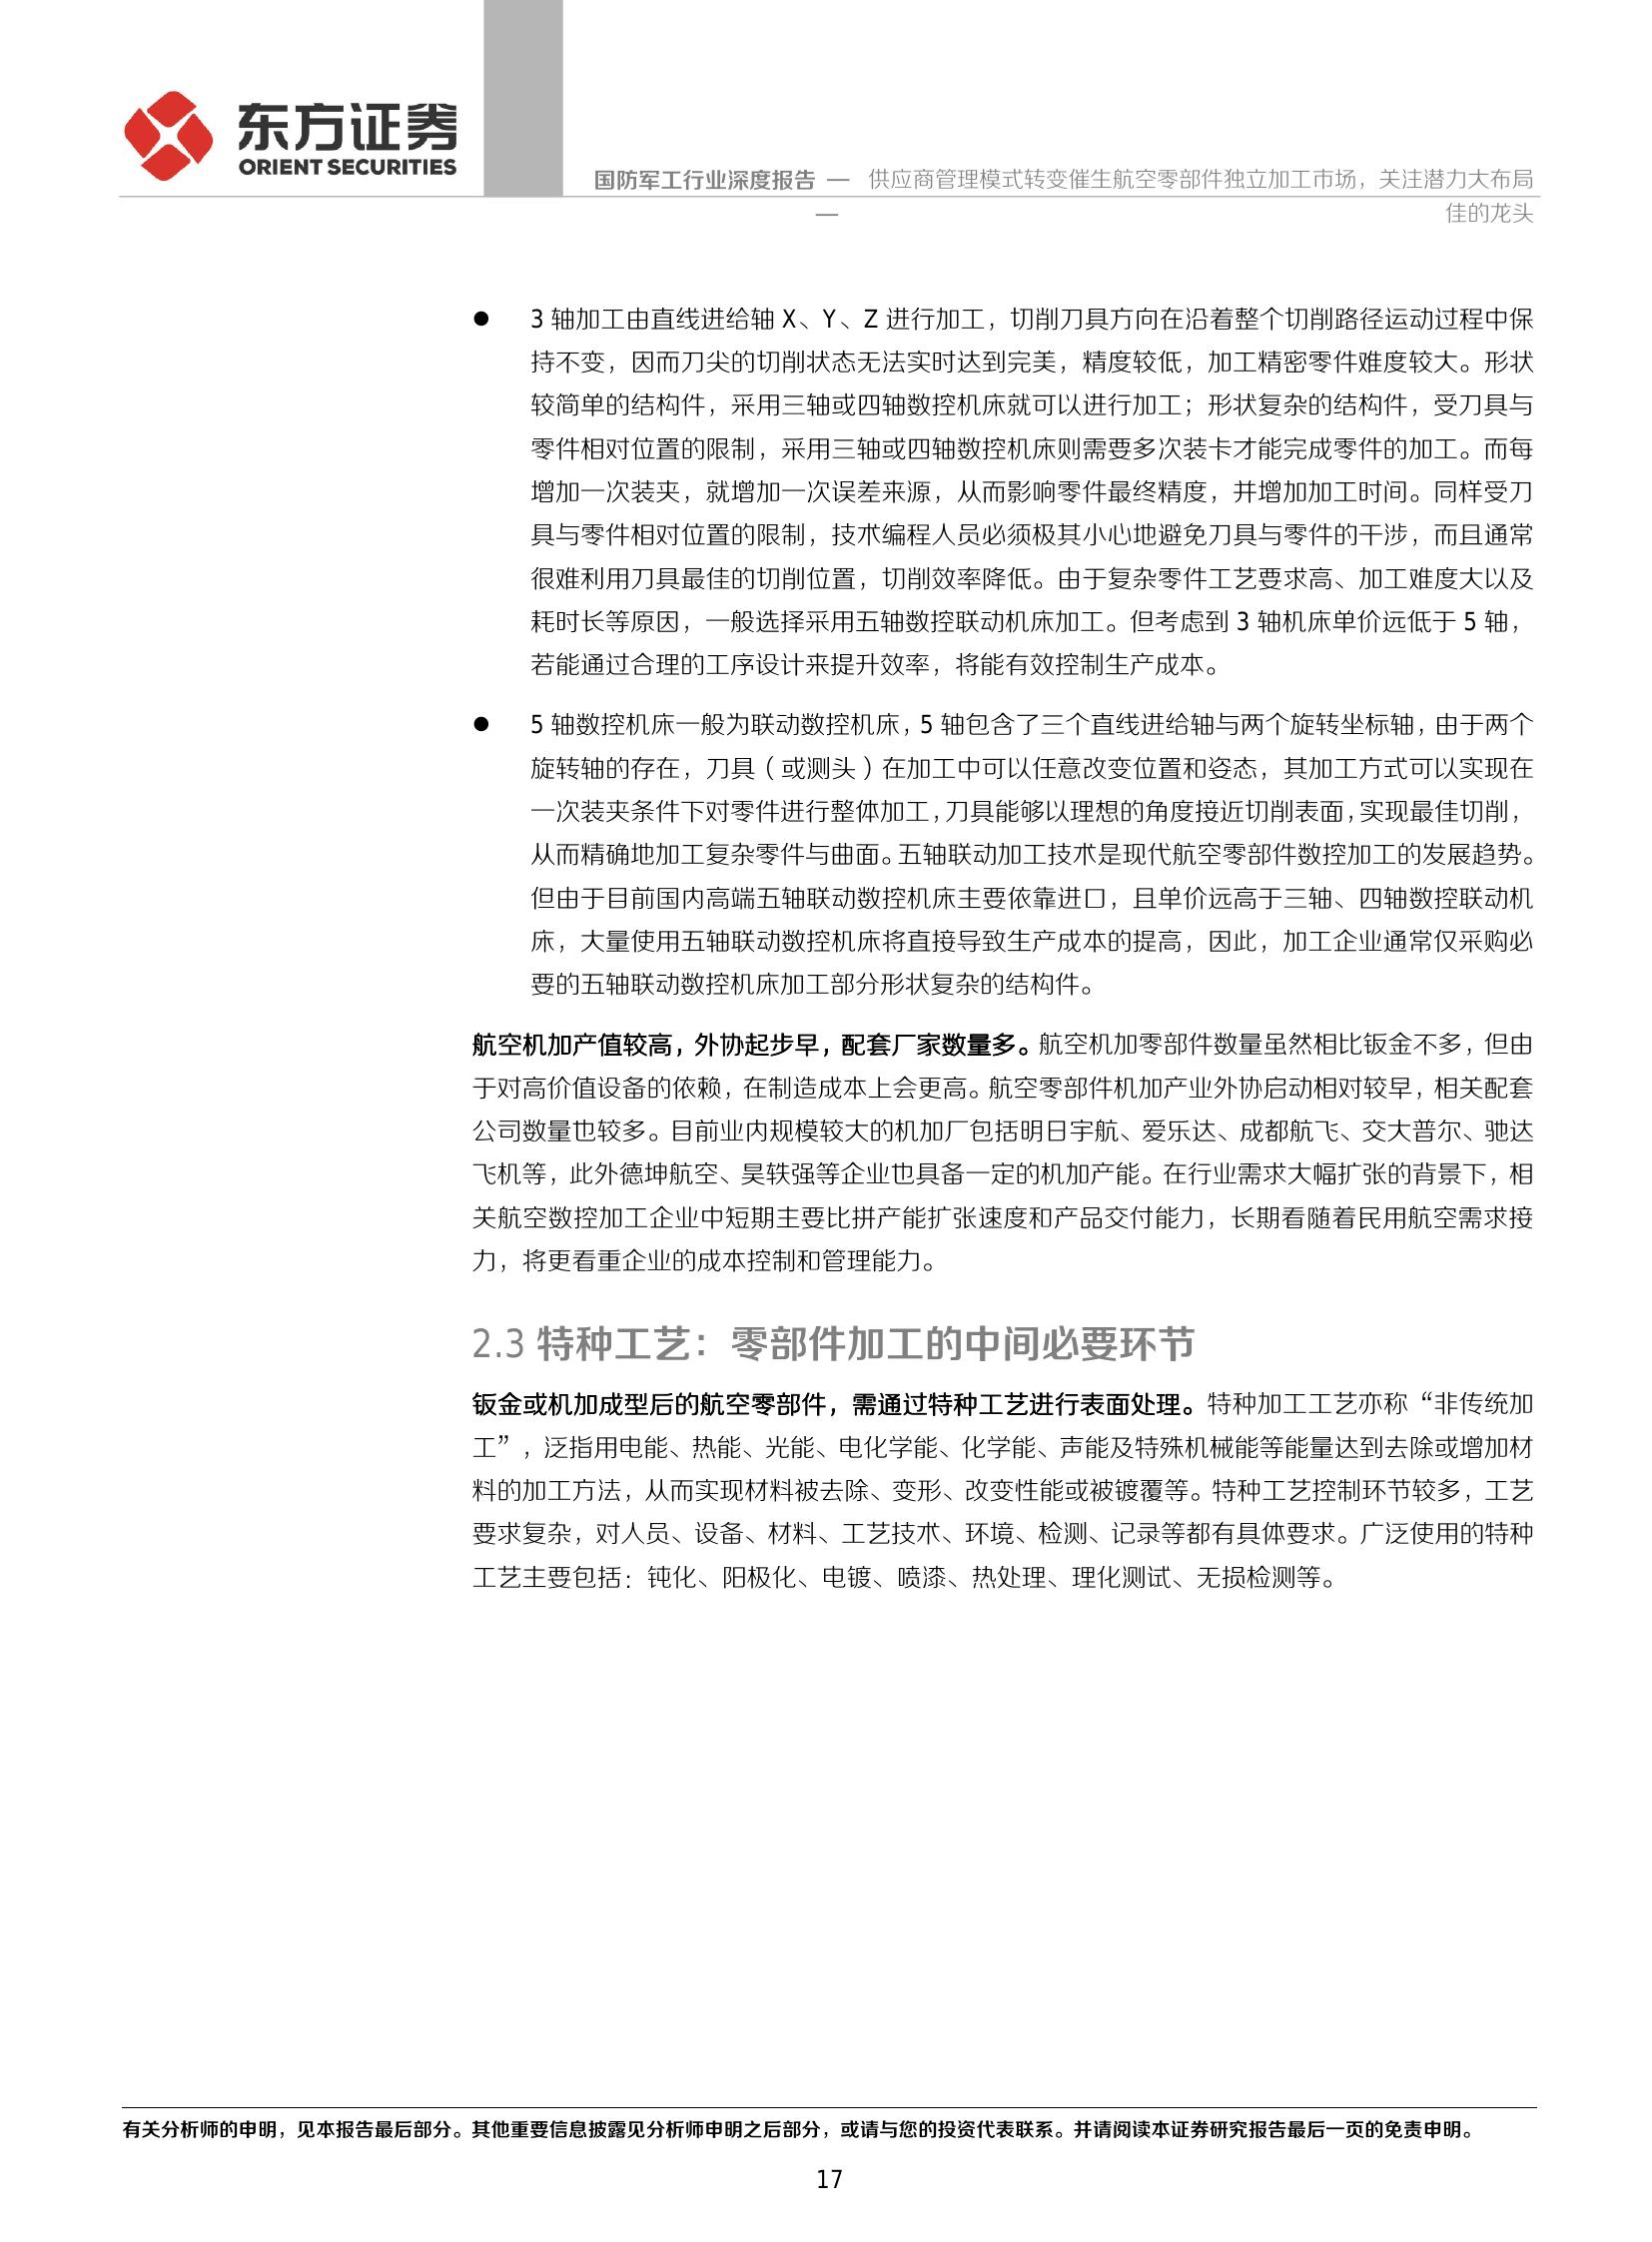 东方证券
ORIENT SECURITIES
国防军工行业深度报告 — 供应商管理模式转变催生航空零部件独立加工市场，关注潜力大布局
— 佳的龙头
● 3 轴加工由直线进给轴 X、Y、Z 进行加工，切削刀具方向在沿着整个切削路径运动过程中保
持不变，因而刀尖的切削状态无法实时达到完美，精度较低，加工精密零件难度较大。形状
较简单的结构件，采用三轴或四轴数控机床就可以进行加工；形状复杂的结构件，受刀具与
零件相对位置的限制，采用三轴或四轴数控机床则需要多次装卡才能完成零件的加工。而每
增加一次装夹，就增加一次误差来源，从而影响零件最终精度，并增加加工时间。同样受刀
具与零件相对位置的限制，技术编程人员必须极其小心地避免刀具与零件的干涉，而且通常
很难利用刀具最佳的切削位置，切削效率降低。由于复杂零件工艺要求高、加工难度大以及
耗时长等原因，一般选择采用五轴数控联动机床加工。但考虑到 3 轴机床单价远低于 5 轴，
若能通过合理的工序设计来提升效率，将能有效控制生产成本。
● 5 轴数控机床一般为联动数控机床，5 轴包含了三个直线进给轴与两个旋转坐标轴，由于两个
旋转轴的存在，刀具（或测头）在加工中可以任意改变位置和姿态，其加工方式可以实现在
一次装夹条件下对零件进行整体加工，刀具能够以理想的角度接近切削表面，实现最佳切削，
从而精确地加工复杂零件与曲面。五轴联动加工技术是现代航空零部件数控加工的发展趋势。
但由于目前国内高端五轴联动数控机床主要依靠进口，且单价远高于三轴、四轴数控联动机
床，大量使用五轴联动数控机床将直接导致生产成本的提高，因此，加工企业通常仅采购必
要的五轴联动数控机床加工部分形状复杂的结构件。
航空机加产值较高，外协起步早，配套厂家数量多。航空机加零部件数量虽然相比钣金不多，但由
于对高价值设备的依赖，在制造成本上会更高。航空零部件机加产业外协启动相对较早，相关配套
公司数量也较多。目前业内规模较大的机加厂包括明日宇航、爱乐达、成都航飞、交大普尔、驰达
飞机等，此外德坤航空、昊轶强等企业也具备一定的机加产能。在行业需求大幅扩张的背景下，相
关航空数控加工企业中短期主要比拼产能扩张速度和产品交付能力，长期看随着民用航空需求接
力，将更看重企业的成本控制和管理能力。
2.3 特种工艺：零部件加工的中间必要环节
钣金或机加成型后的航空零部件，需通过特种工艺进行表面处理。特种加工工艺亦称“非传统加
工”，泛指用电能、热能、光能、电化学能、化学能、声能及特殊机械能等能量达到去除或增加材
料的加工方法，从而实现材料被去除、变形、改变性能或被镀覆等。特种工艺控制环节较多，工艺
要求复杂，对人员、设备、材料、工艺技术、环境、检测、记录等都有具体要求。广泛使用的特种
工艺主要包括：钝化、阳极化、电镀、喷漆、热处理、理化测试、无损检测等。
有关分析师的申明，见本报告最后部分。其他重要信息披露见分析师申明之后部分，或请与您的投资代表联系。并请阅读本证券研究报告最后一页的免责申明。
17